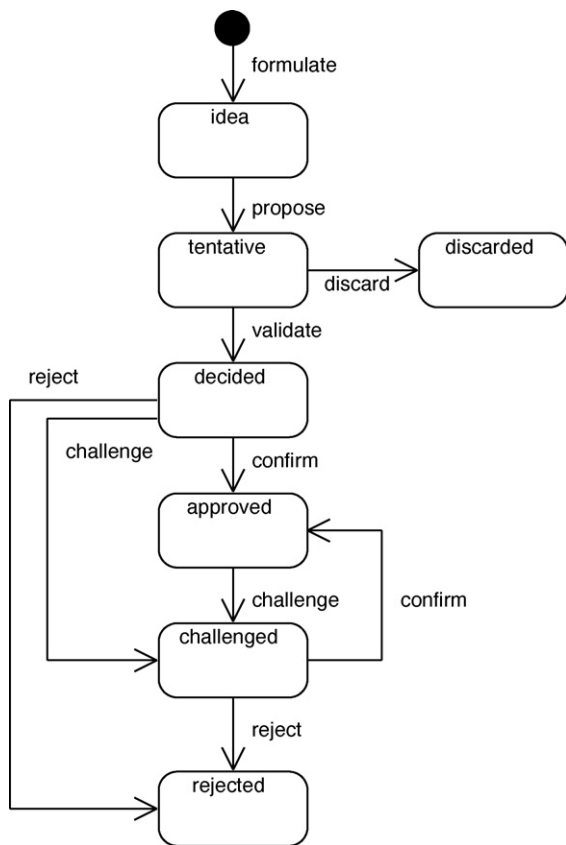 formulate
idea
propose
tentative
discarded
discard
validate
decided
reject
challenge
confirm
approved
challenge
confirm
challenged
reject
rejected